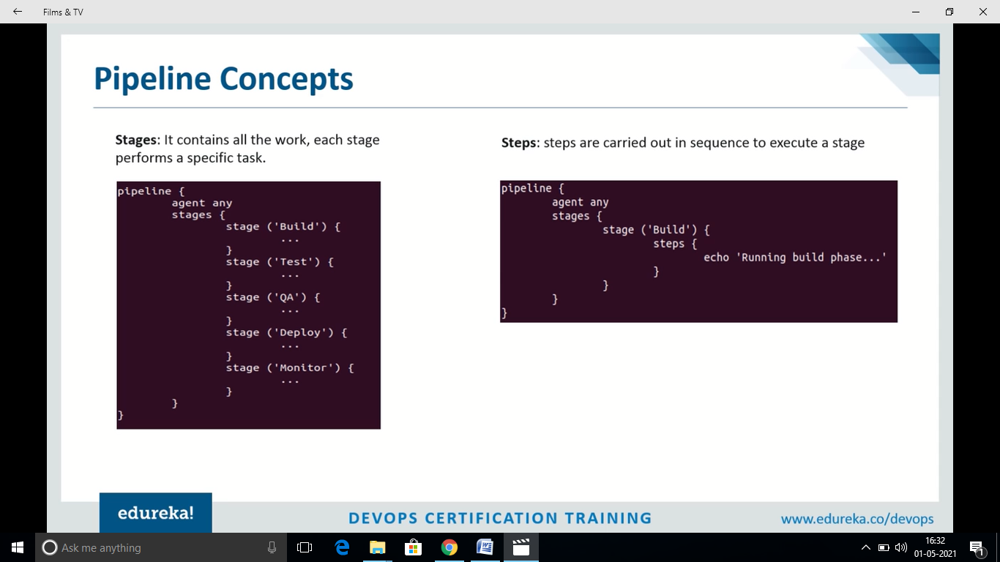 Films & TV
Pipeline Concepts
Stages: It contains all the work, each stage
performs a specific task.
pipeline {
agent any
stages {
stage ('Build') {
...
}
stage ('Test') {
...
}
stage ('QA') {
...
}
stage ('Deploy') {
...
}
stage ('Monitor') {
...
}
}
}
Steps: steps are carried out in sequence to execute a stage
pipeline {
agent any
stages {
stage ('Build') {
steps {
echo 'Running build phase...'
}
}
}
}
edureka!
DEVOPS CERTIFICATION TRAINING
www.edureka.co/devops
Ask me anything
16:32
01-05-2021
1